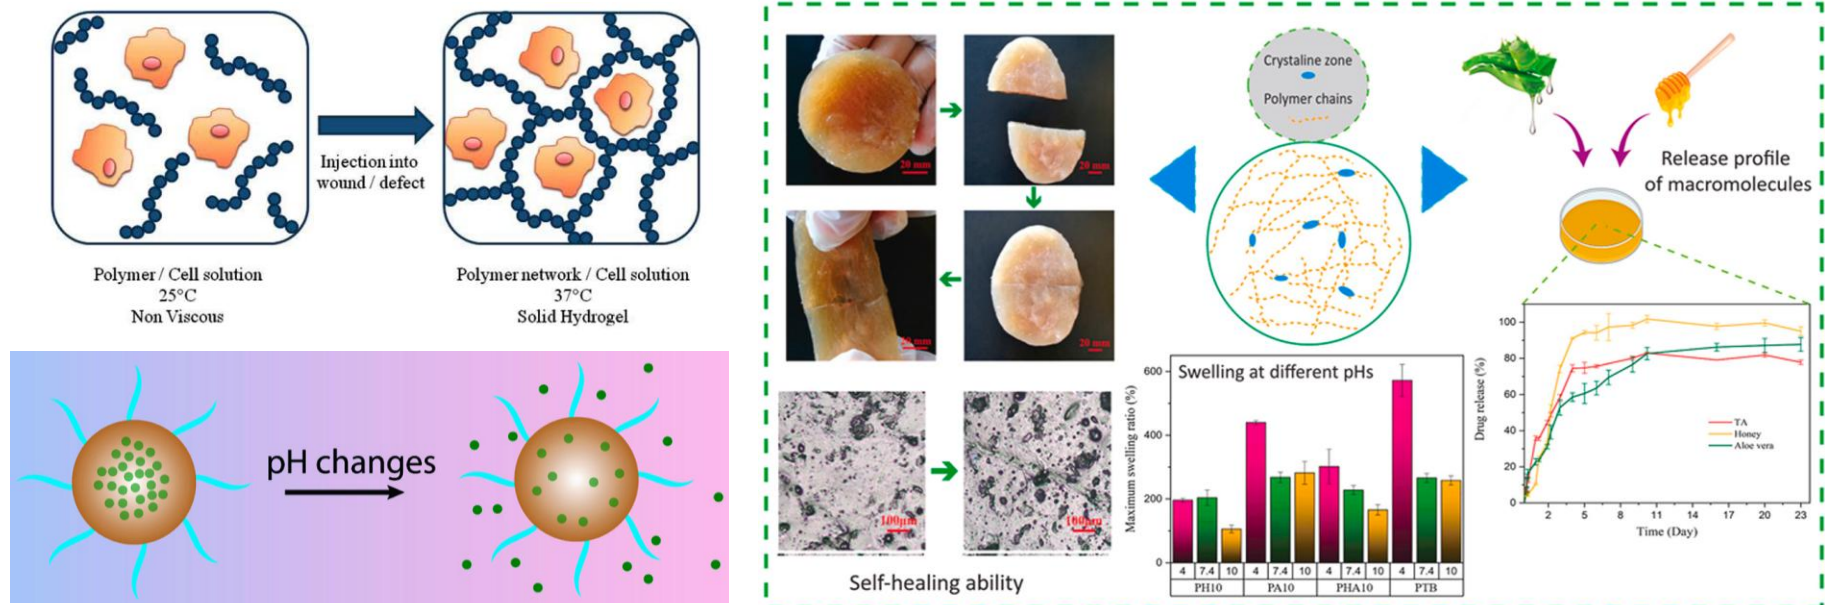 Injection into
wound / defect
Polymer / Cell solution
25°C
Non Viscous
Polymer network / Cell solution
37°C
Solid Hydrogel
pH changes
20 mm
20 mm
20 mm
100µm
100µm
Self-healing ability
Crystaline zone
Polymer chains
Swelling at different pHs
Maximum swelling ratio (%)
600
400
200
0
4 7.4 10 4 7.4 10 4 7.4 10 4 7.4 10
PH10 PA10 PHA10 PTB
Release profile
of macromolecules
Drug release (%)
100
80
60
40
20
0
TA
Honey
Aloe vera
2 5 8 11 14 17 20 23
Time (Day)